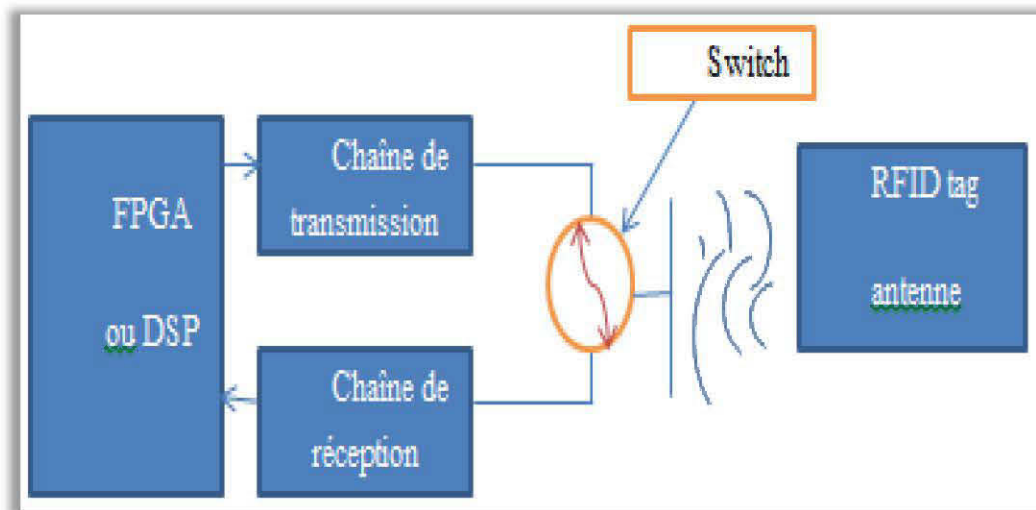 Switch
FPGA
ou DSP
Chaîne de
transmission
Chaîne de
réception
RFID tag
antenne